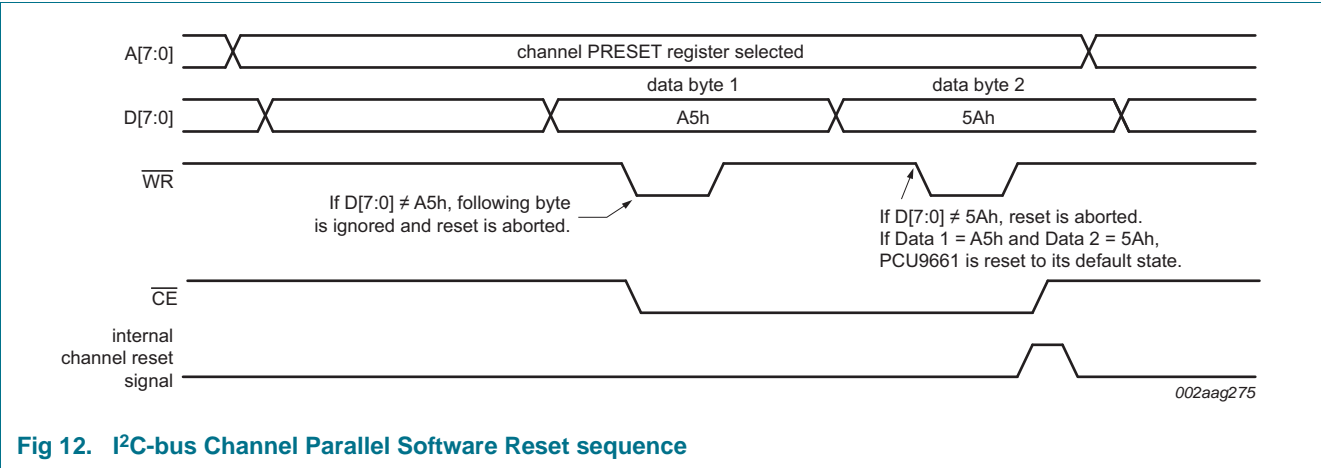 A[7:0]
channel PRESET register selected
data byte 1
data byte 2
D[7:0]
A5h
5Ah
WR
If D[7:0] ≠ A5h, following byte
is ignored and reset is aborted.
If D[7:0] ≠ 5Ah, reset is aborted.
If Data 1 = A5h and Data 2 = 5Ah,
PCU9661 is reset to its default state.
CE
internal
channel reset
signal
002aag275
Fig 12. I2C-bus Channel Parallel Software Reset sequence